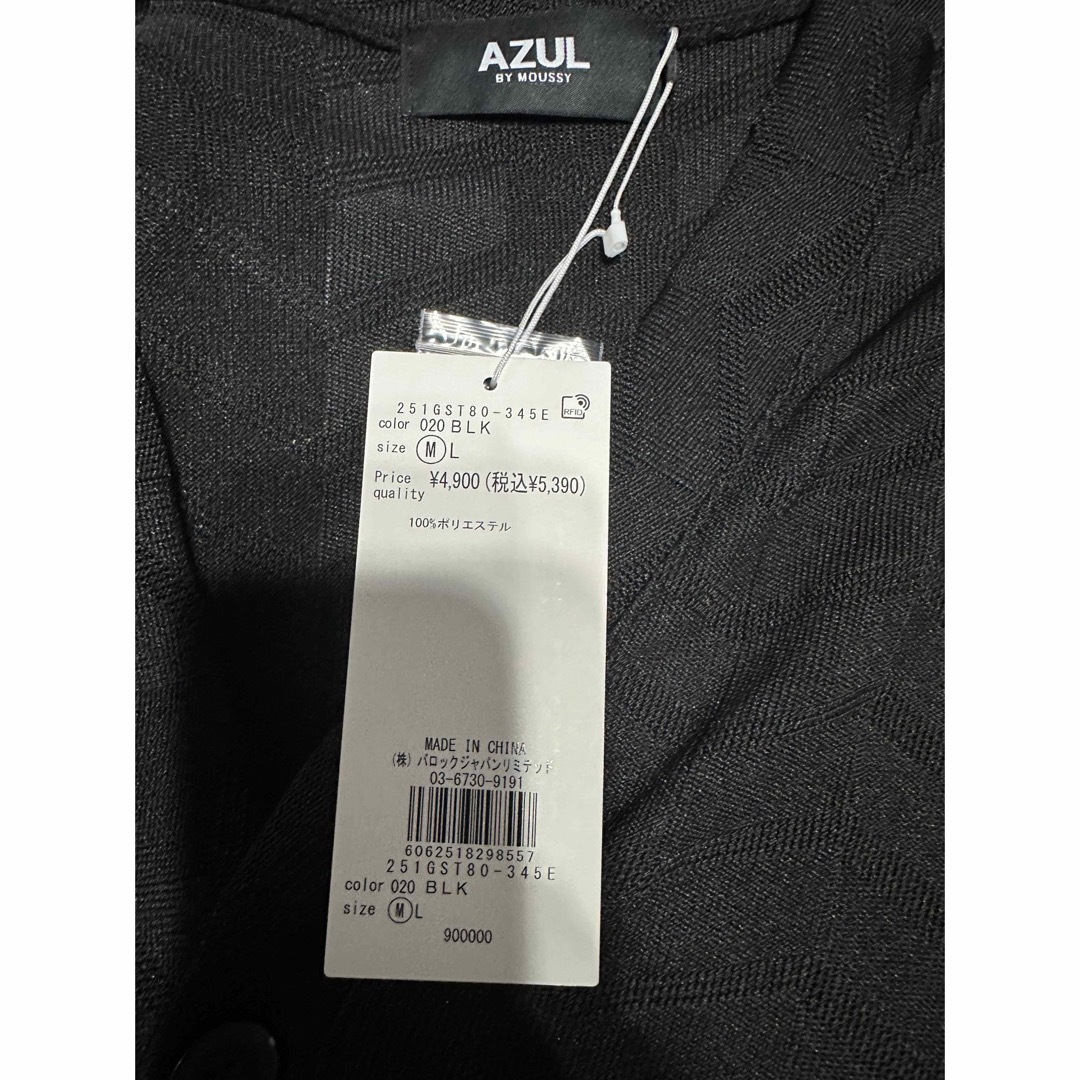 AZUL
BY MOUSSY
251GST80-345E
RFID
color 020 BLK
size M L
Price ¥4,900(税込¥5,390)
quality
100%ポリエステル
MADE IN CHINA
(株)バロックジャパンリミテッド
03-6730-9191
6062518298557
251GST80-345E
color 020 BLK
size M L
900000